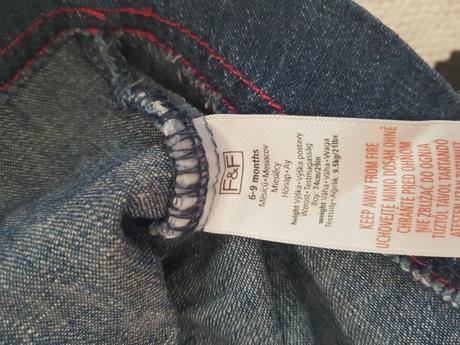 F&F
6-9 months
Měsíců • Mesiacov
Miesięcy
Hónap • Ay
height Výška • Výška postavy
Wzrost • Testmagasság
Boy: 74cm/29in
weight Váha • Váha • Waga
Testsúly • Ağırlık: 9.5kg/21lbs
KEEP AWAY FROM FIRE
UCHOVEJTE MIMO DOSAH OHNĚ
CHRÁŇTE PRED OHŇOM
NIE ZBLIŻAĆ DO OGNIA
TŰZTŐL TÁVOL TARTANDÓ